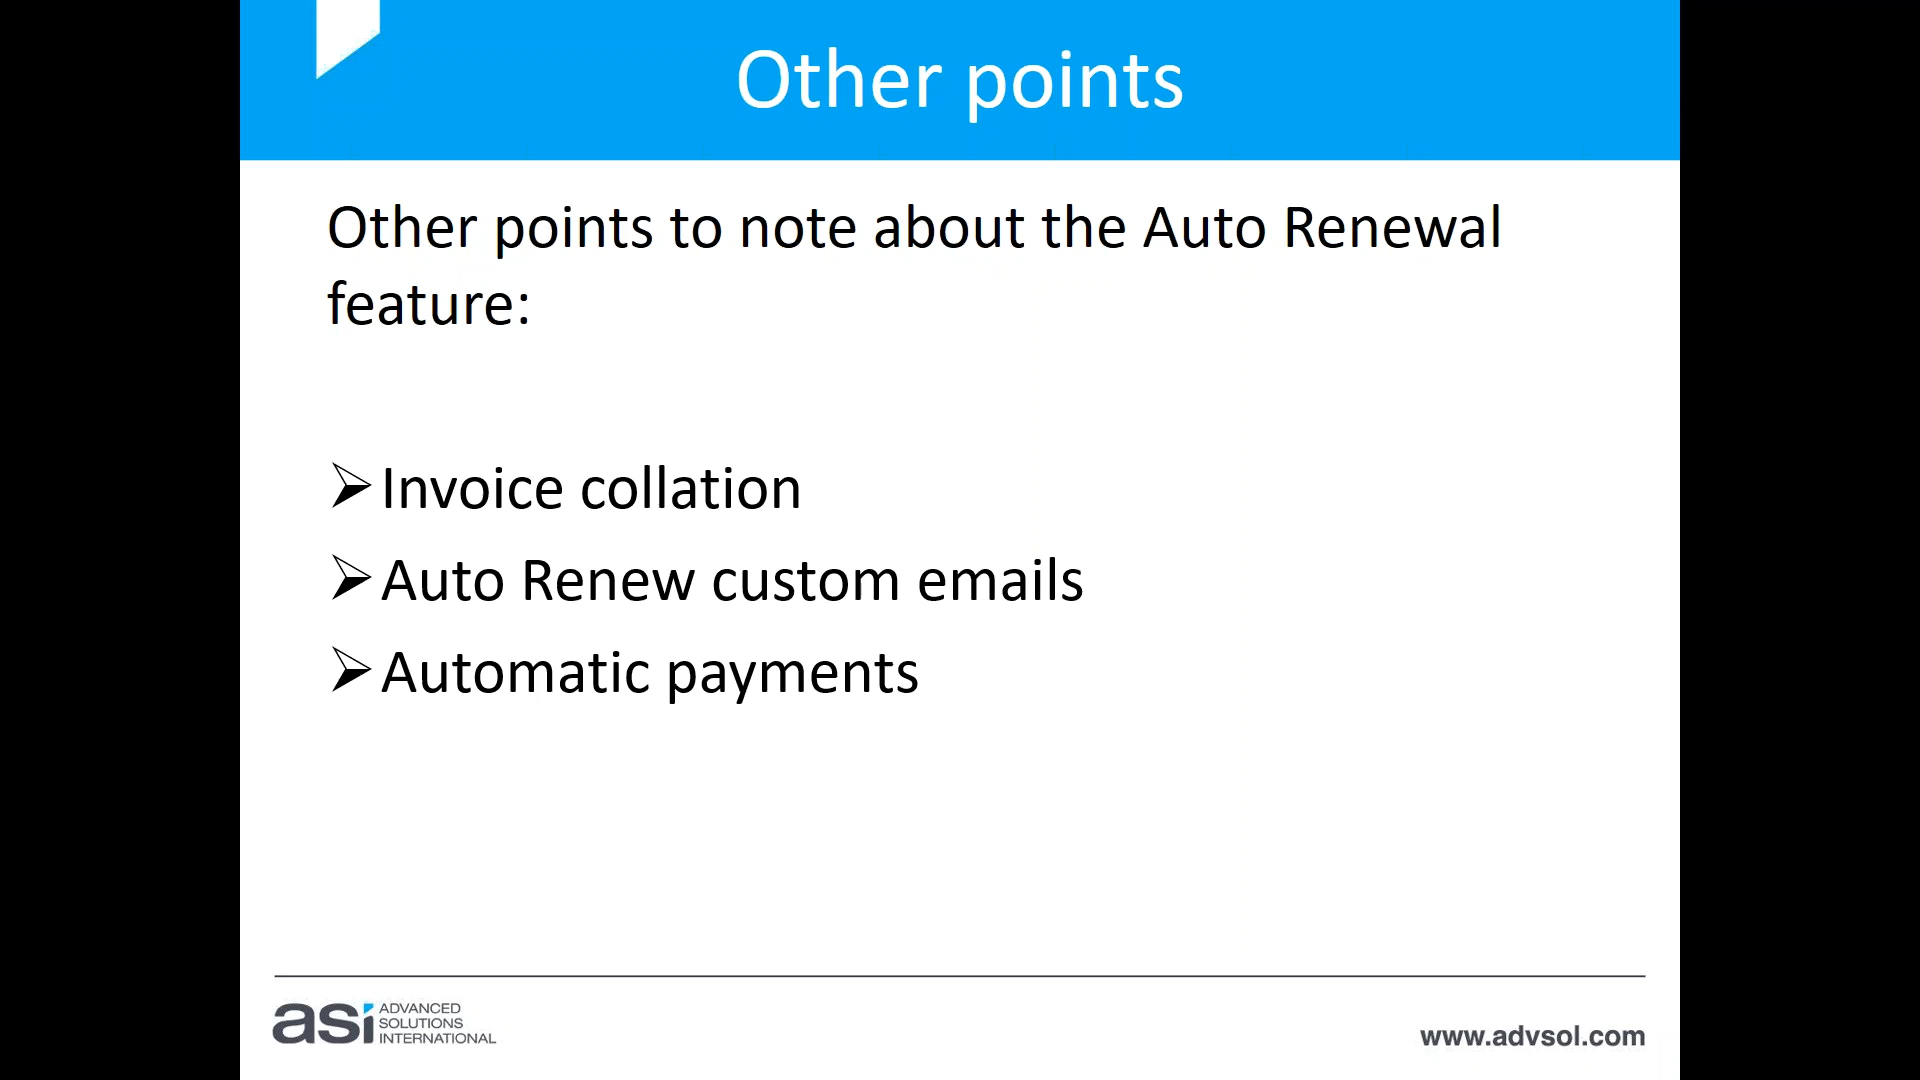 Other points
Other points to note about the Auto Renewal
feature:
Invoice collation
Auto Renew custom emails
Automatic payments
asi
ADVANCED
SOLUTIONS
INTERNATIONAL
www.advsol.com